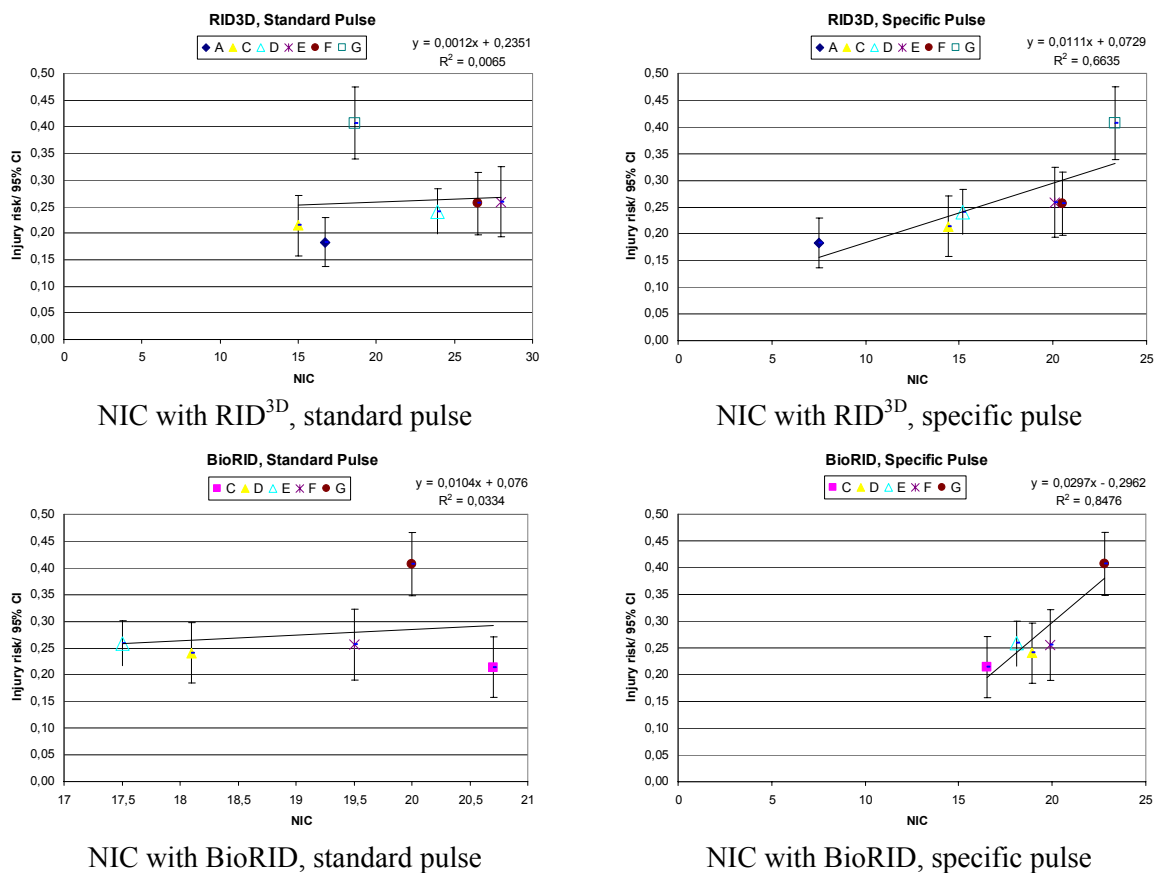 RID3D, Standard Pulse
A C D E F G
y = 0,0012x + 0,2351
R² = 0,0065
Injury risk/ 95% CI
0,50
0,45
0,40
0,35
0,30
0,25
0,20
0,15
0,10
0,05
0,00
0 5 10 15 20 25 30
NIC
NIC with RID³ᴰ, standard pulse
RID3D, Specific Pulse
A C D E F G
y = 0,0111x + 0,0729
R² = 0,6635
Injury risk/ 95% CI
0,50
0,45
0,40
0,35
0,30
0,25
0,20
0,15
0,10
0,05
0,00
0 5 10 15 20 25
NIC
NIC with RID³ᴰ, specific pulse
BioRID, Standard Pulse
C D E F G
y = 0,0104x + 0,076
R² = 0,0334
Injury risk/ 95% CI
0,50
0,45
0,40
0,35
0,30
0,25
0,20
0,15
0,10
0,05
0,00
17 17,5 18 18,5 19 19,5 20 20,5 21
NIC
NIC with BioRID, standard pulse
BioRID, Specific Pulse
C D E F G
y = 0,0297x - 0,2962
R² = 0,8476
Injury risk/ 95% CI
0,50
0,45
0,40
0,35
0,30
0,25
0,20
0,15
0,10
0,05
0,00
0 5 10 15 20 25
NIC
NIC with BioRID, specific pulse